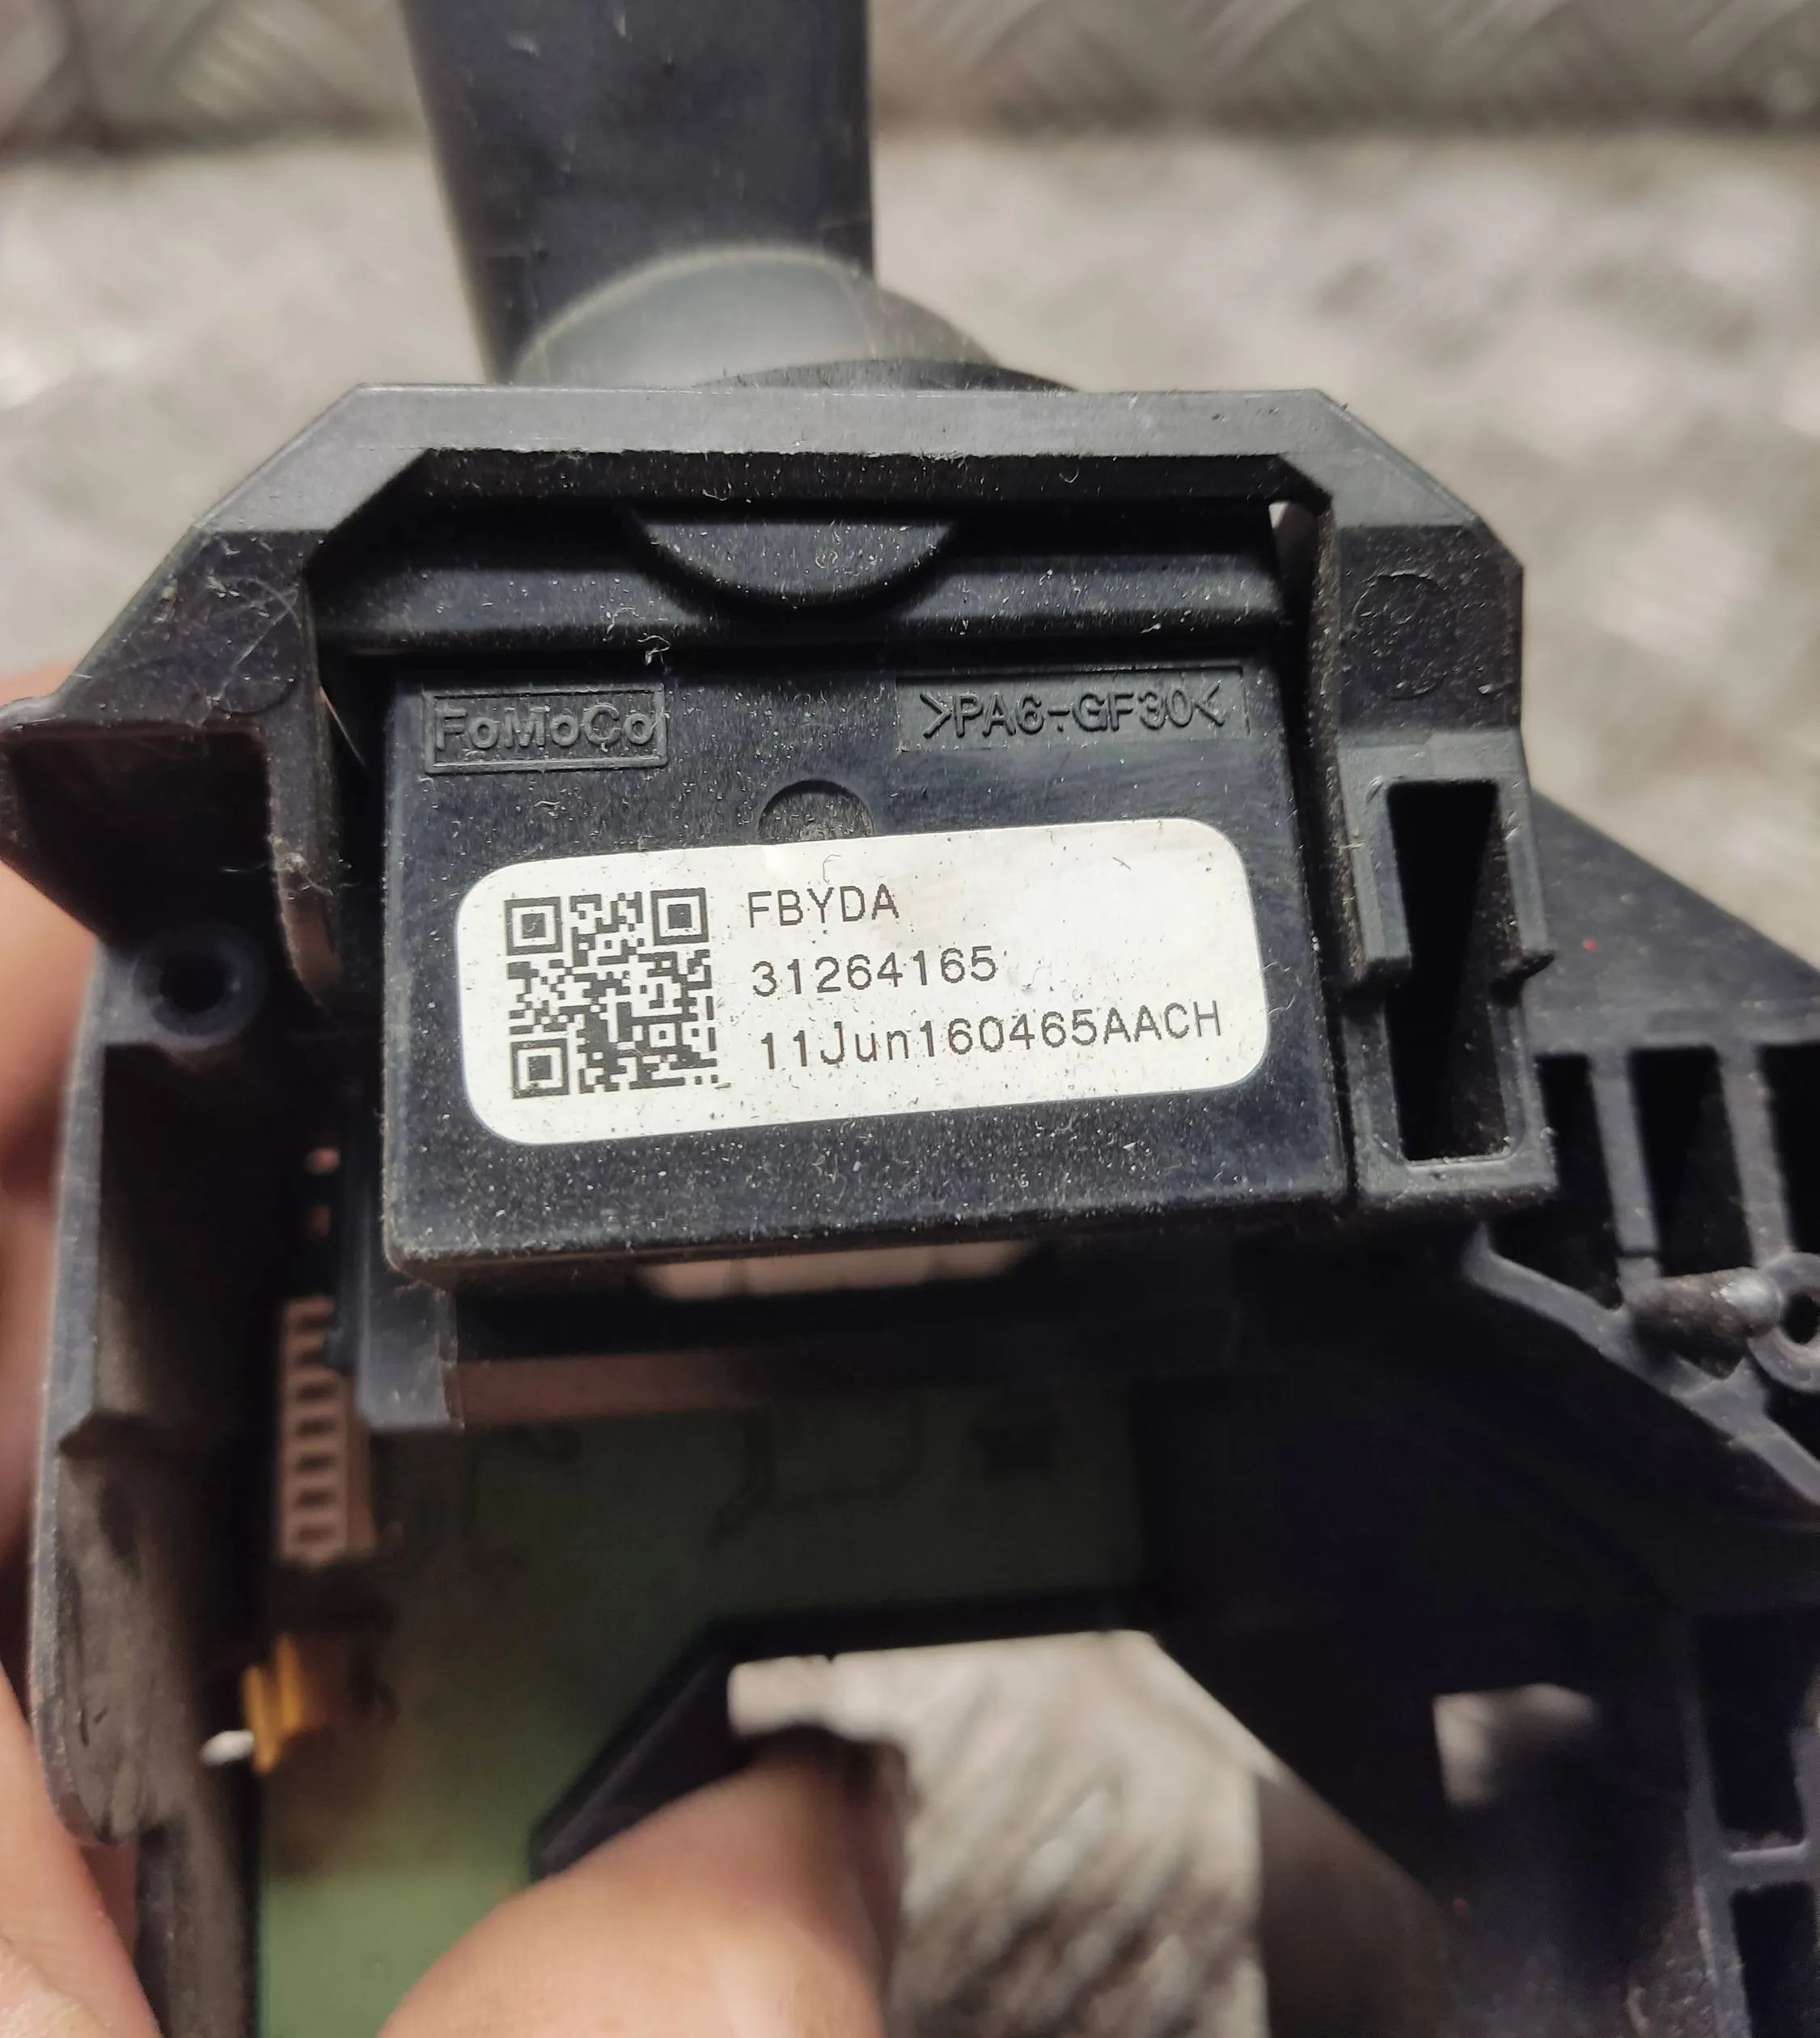 FoMoCo
>PA6-GF30<
FBYDA
31264165
11Jun160465AACH